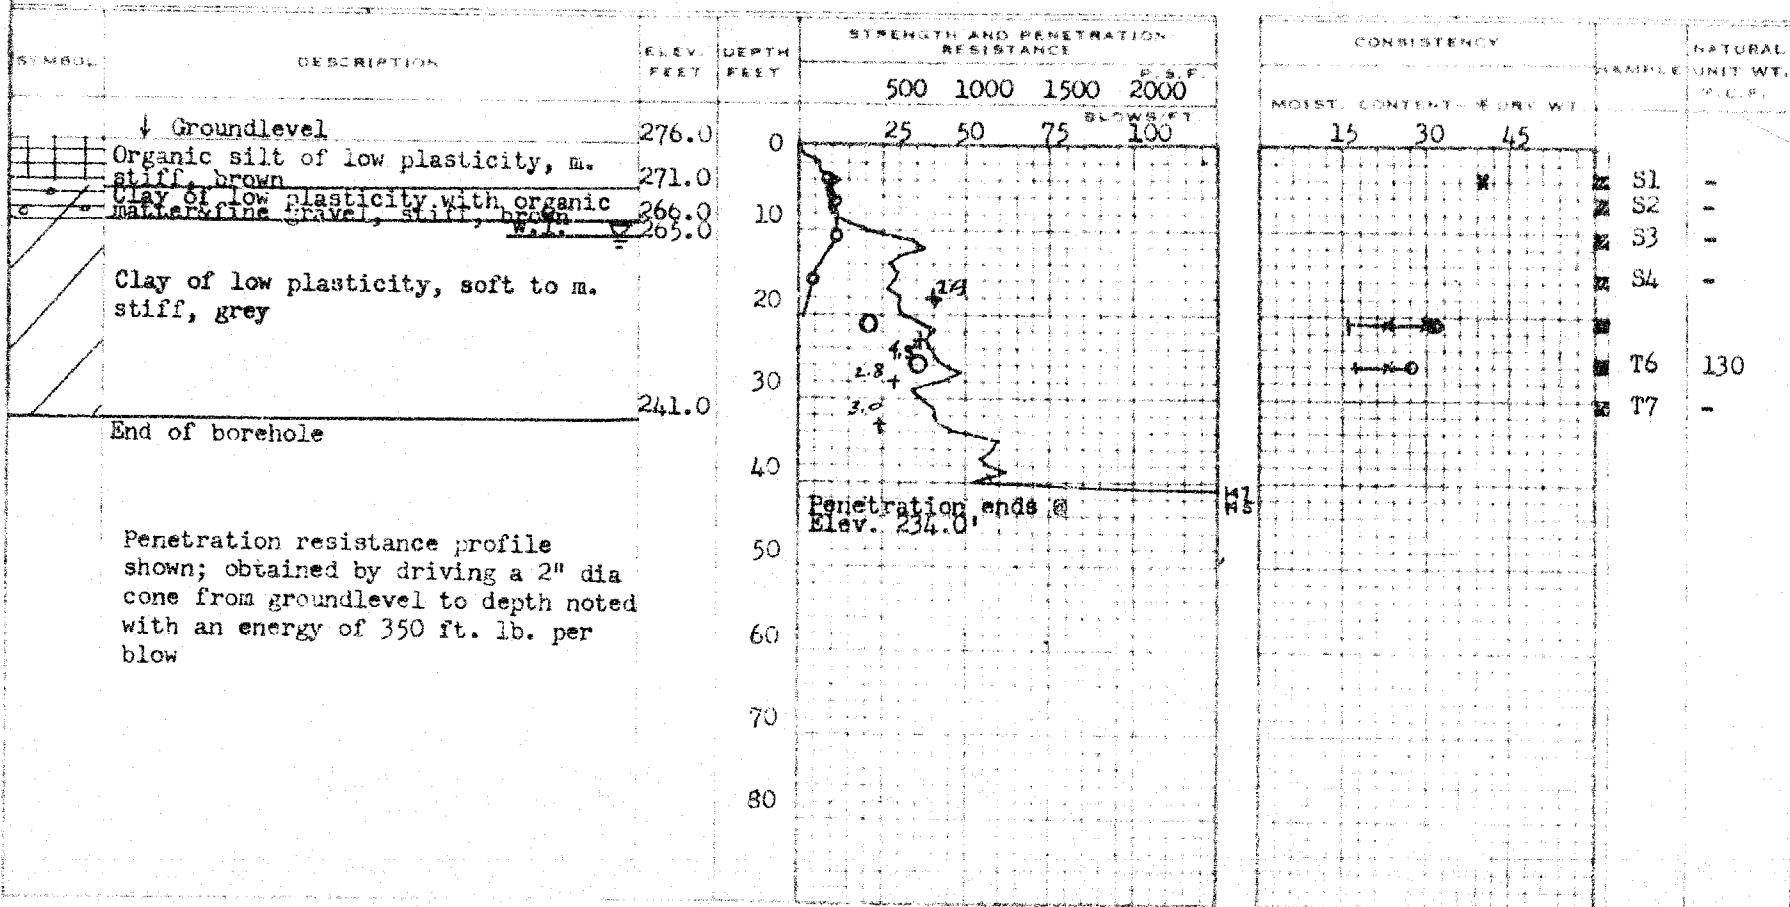 SYMBOL DESCRIPTION ELEV. FEET DEPTH FEET STRENGTH AND PENETRATION RESISTANCE CONSISTENCY SAMPLE NATURAL UNIT WT. P.C.F.
P.S.F.
500 1000 1500 2000
MOIST. CONTENT - % DRY WT.
BLOWS/FT.
25 50 75 100
15 30 45
↓ Groundlevel 276.0 0
Organic silt of low plasticity, m.
stiff, brown 271.0 S1 -
Clay of low plasticity with organic S2 -
matter&fine gravel, stiff, brown 266.0 10
W.L. 265.0 S3 -
Clay of low plasticity, soft to m. S4 -
stiff, grey 20
4.5
T6 130
2.8
30
3.0
241.0 T7 -
End of borehole
40
Penetration ends @
Elev. 234.0'
Penetration resistance profile 50
shown; obtained by driving a 2" dia
cone from groundlevel to depth noted
with an energy of 350 ft. lb. per 60
blow
70
80